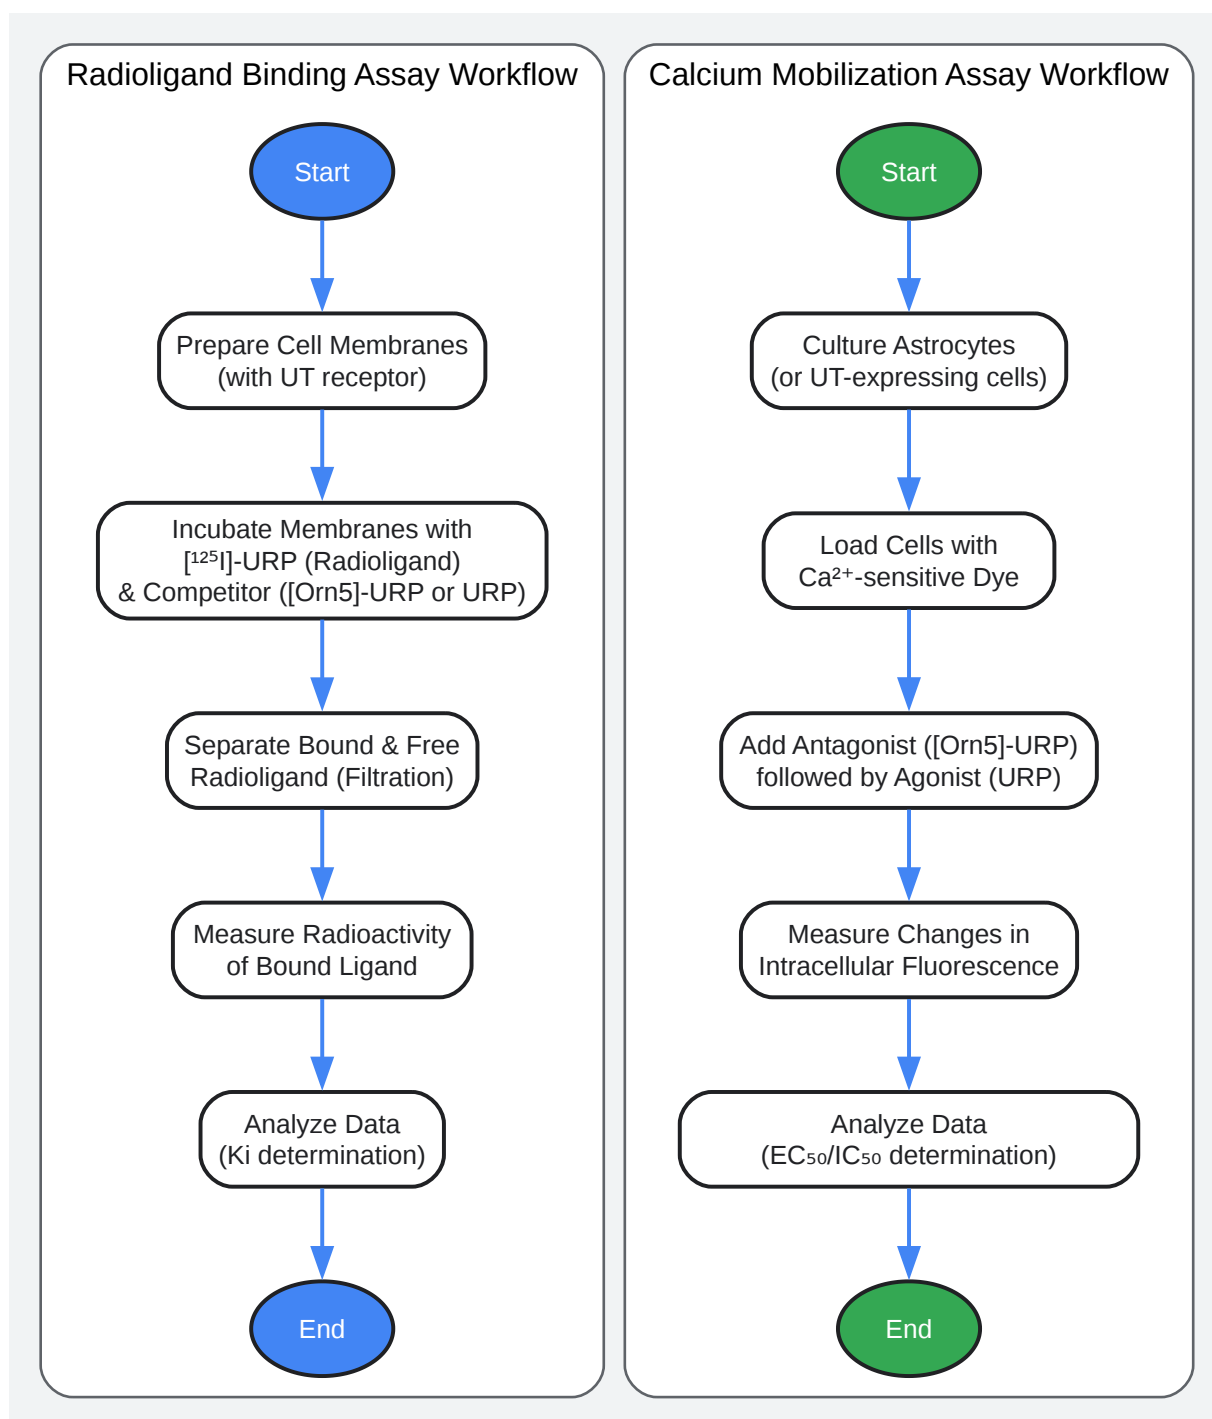 Radioligand Binding Assay Workflow
Start
Prepare Cell Membranes
(with UT receptor)
Incubate Membranes with
[¹²⁵I]-URP (Radioligand)
& Competitor ([Orn5]-URP or URP)
Separate Bound & Free
Radioligand (Filtration)
Measure Radioactivity
of Bound Ligand
Analyze Data
(Ki determination)
End
Calcium Mobilization Assay Workflow
Start
Culture Astrocytes
(or UT-expressing cells)
Load Cells with
Ca²⁺-sensitive Dye
Add Antagonist ([Orn5]-URP)
followed by Agonist (URP)
Measure Changes in
Intracellular Fluorescence
Analyze Data
(EC₅₀/IC₅₀ determination)
End